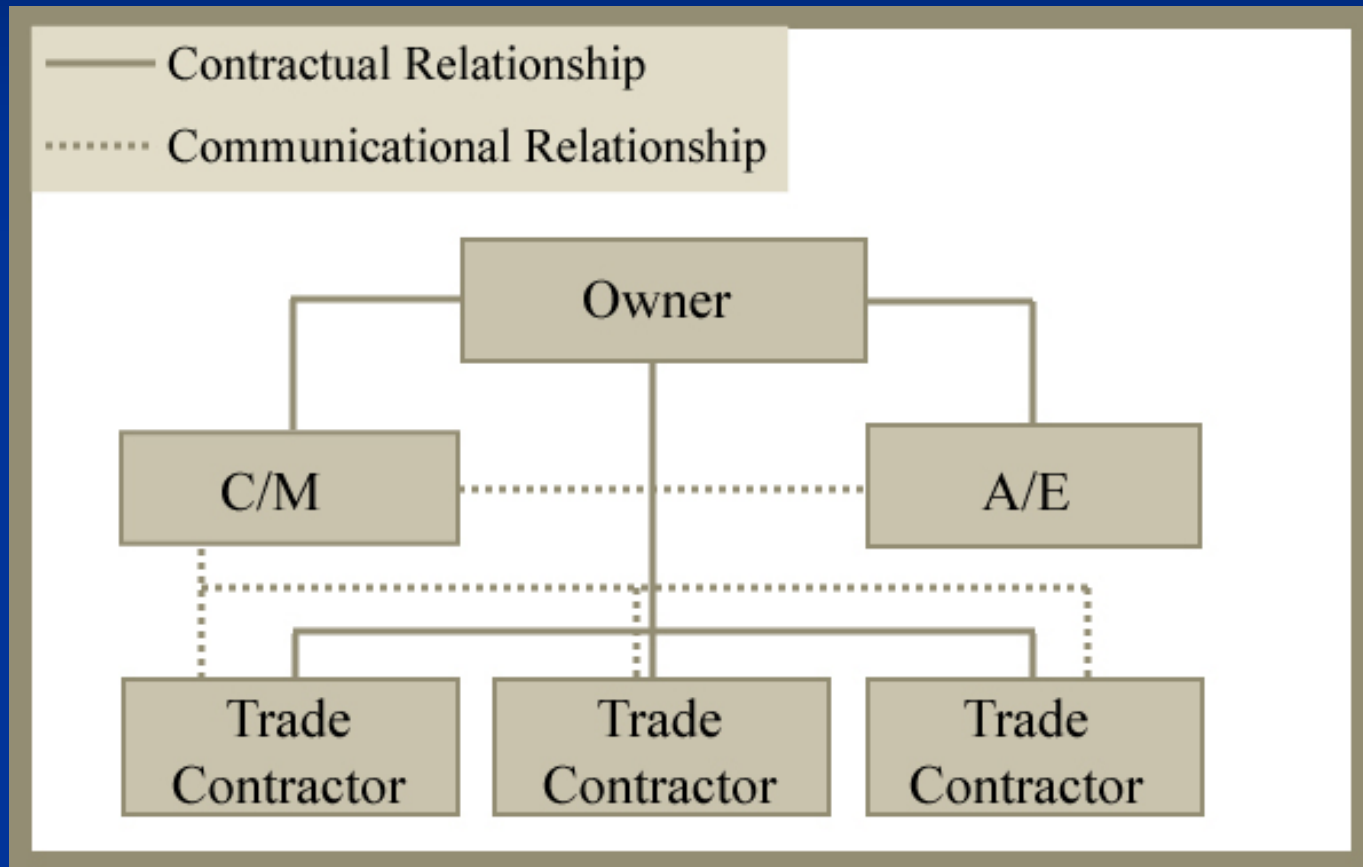 Contractual Relationship
Communicational Relationship
Owner
C/M
A/E
Trade
Contractor
Trade
Contractor
Trade
Contractor